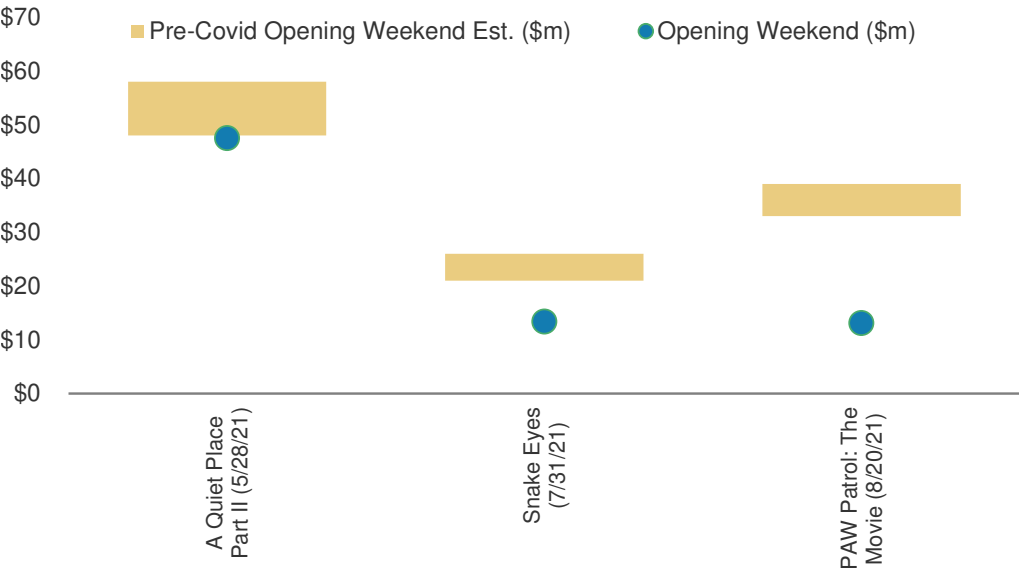 $70
Pre-Covid Opening Weekend Est. ($m)
Opening Weekend ($m)
$60
$50
$40
$30
$20
$10
$0
A Quiet Place
Part II (5/28/21)
Snake Eyes
(7/31/21)
PAW Patrol: The
Movie (8/20/21)